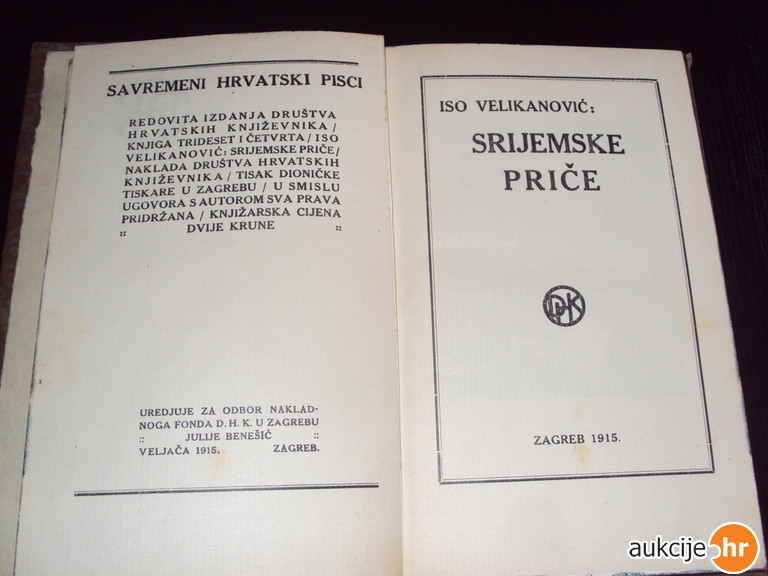 SAVREMENI HRVATSKI PISCI
REDOVITA IZDANJA DRUŠTVA
HRVATSKIH KNJIŽEVNIKA /
KNJIGA TRIDESET I ČETVRTA / ISO
VELIKANOVIĆ: SRIJEMSKE PRIČE /
NAKLADA DRUŠTVA HRVATSKIH
KNJIŽEVNIKA / TISAK DIONIČKE
TISKARE U ZAGREBU / U SMISLU
UGOVORA S AUTOROM SVA PRAVA
PRIDRŽANA / KNJIŽARSKA CIJENA
:: DVIJE KRUNE ::
UREDJUJE ZA ODBOR NAKLAD-
NOGA FONDA D. H. K. U ZAGREBU
:: JULIJE BENEŠIĆ ::
VELJAČA 1915. ZAGREB.
ISO VELIKANOVIĆ:
SRIJEMSKE
PRIČE
DHK
ZAGREB 1915.
aukcije.hr